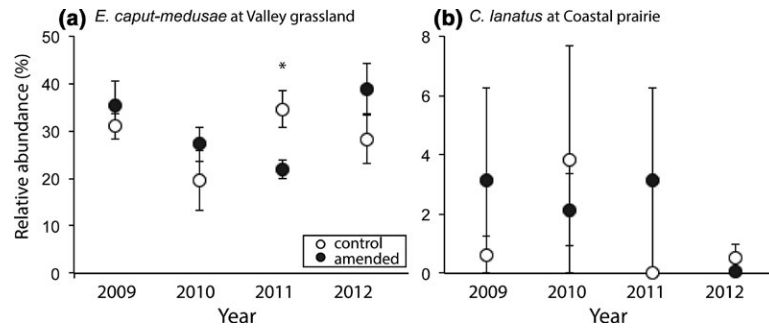 (a) E. caput-medusae at Valley grassland
(b) C. lanatus at Coastal prairie
Relative abundance (%)
50
40
30
20
10
0
*
control
amended
2009 2010 2011 2012
Year
8
6
4
2
0
2009 2010 2011 2012
Year